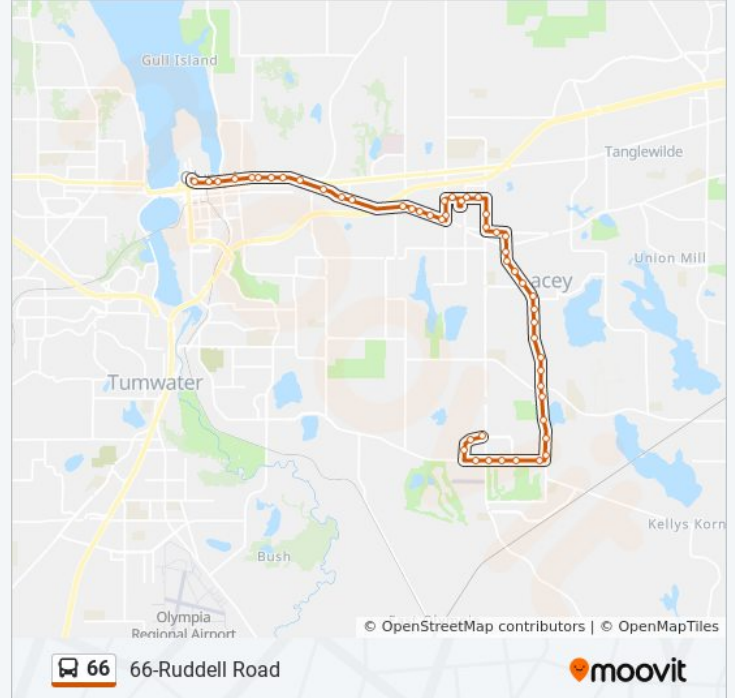 Gull Island
Tanglewilde
Union Mill
acey
Tumwater
Kellys Korn
Bush
Olympia
Regional Airport
© OpenStreetMap contributors | © OpenMapTiles
66 66-Ruddell Road
moovit